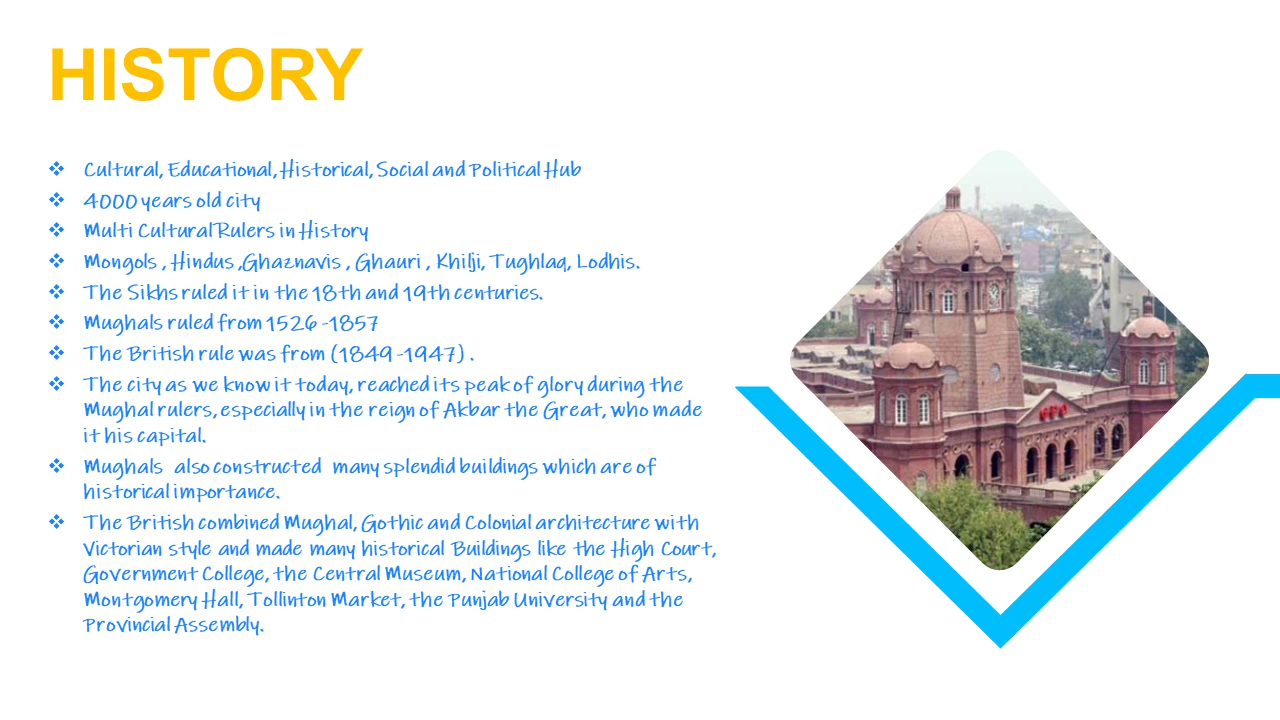 HISTORY
❖ Cultural, Educational, Historical, Social and Political Hub
❖ 4000 years old city
❖ Multi Cultural Rulers in History
❖ Mongols , Hindus ,Ghaznavis , Ghauri , Khilji, Tughlaq, Lodhis.
❖ The Sikhs ruled it in the 18th and 19th centuries.
❖ Mughals ruled from 1526 -1857
❖ The British rule was from (1849 -1947) .
❖ The city as we know it today, reached its peak of glory during the
Mughal rulers, especially in the reign of Akbar the Great, who made
it his capital.
❖ Mughals also constructed many splendid buildings which are of
historical importance.
❖ The British combined Mughal, Gothic and Colonial architecture with
Victorian style and made many historical Buildings like the High Court,
Government College, the Central Museum, National College of Arts,
Montgomery Hall, Tollinton Market, the Punjab University and the
Provincial Assembly.
GPO